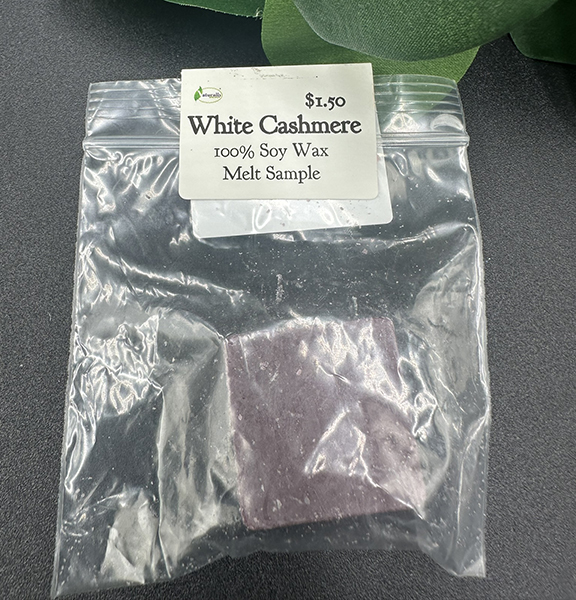 $1.50
White Cashmere
100% Soy Wax
Melt Sample